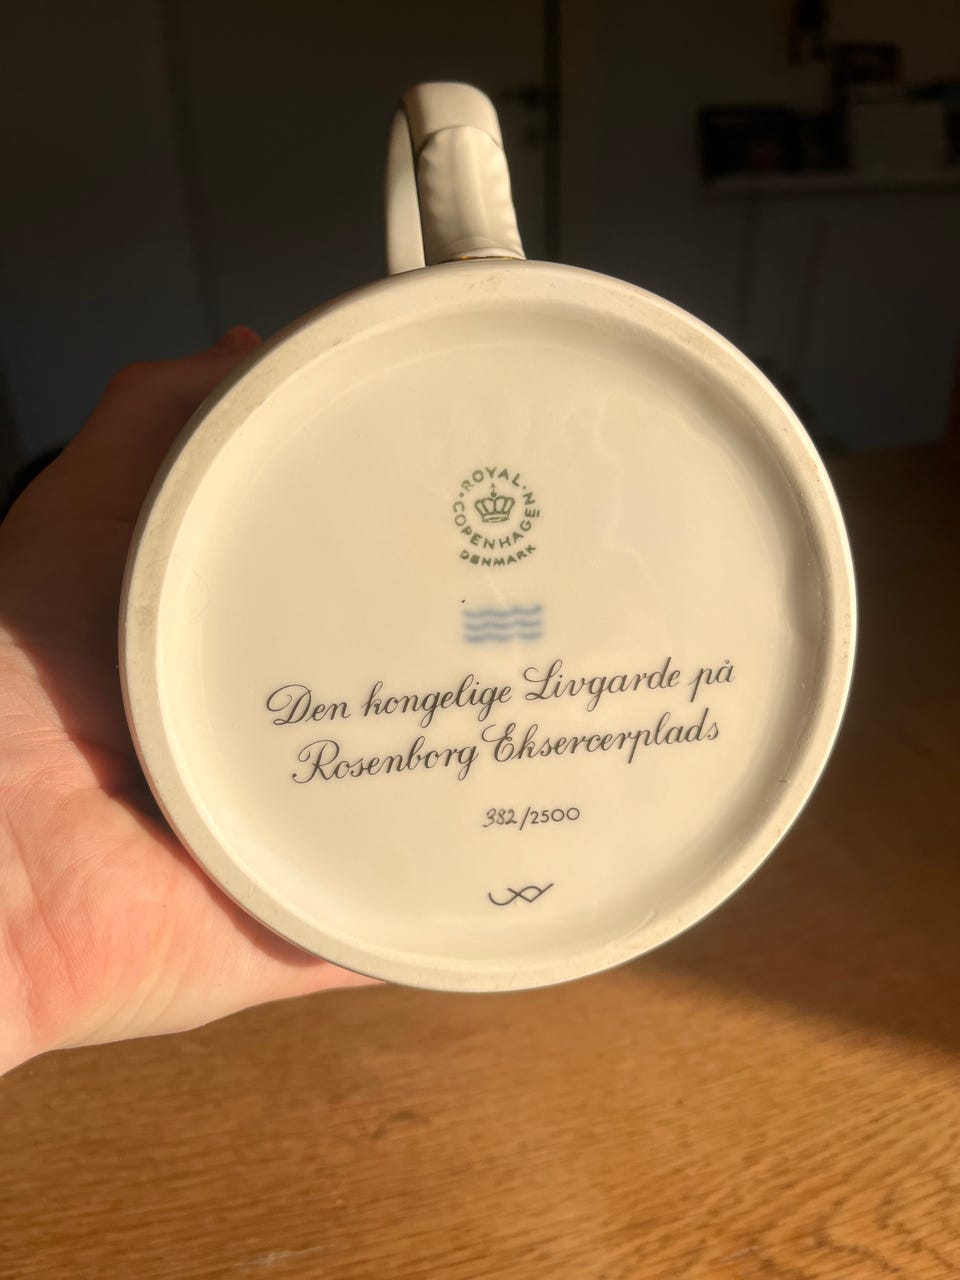 ROYAL
COPENHAGEN
DENMARK
Den kongelige Livgarde på
Rosenborg Eksercerplads
382/2500